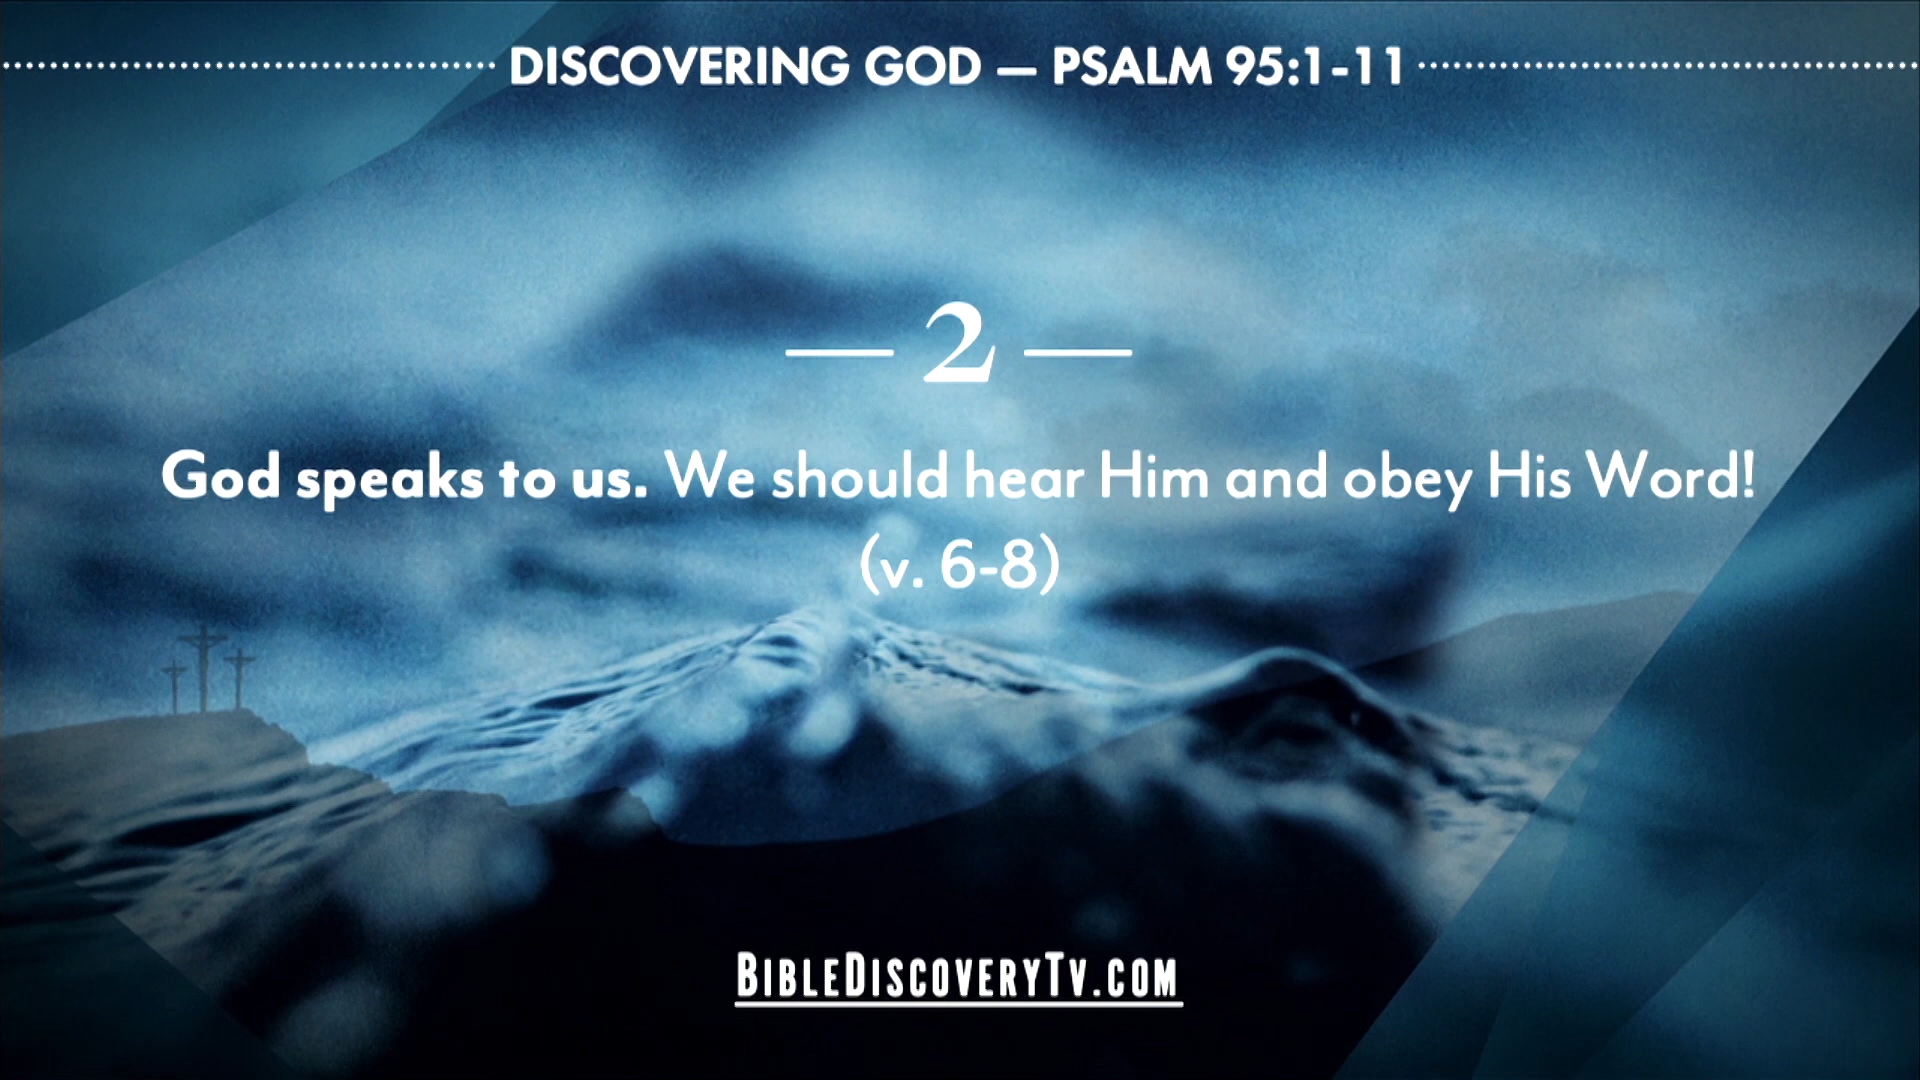 DISCOVERING GOD — PSALM 95:1-11
— 2 —
God speaks to us. We should hear Him and obey His Word!
(v. 6-8)
BIBLEDISCOVERYTV.COM